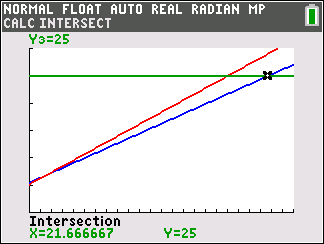 NORMAL FLOAT AUTO REAL RADIAN MP
CALC INTERSECT
Y₃=25
Intersection
X=21.666667 Y=25